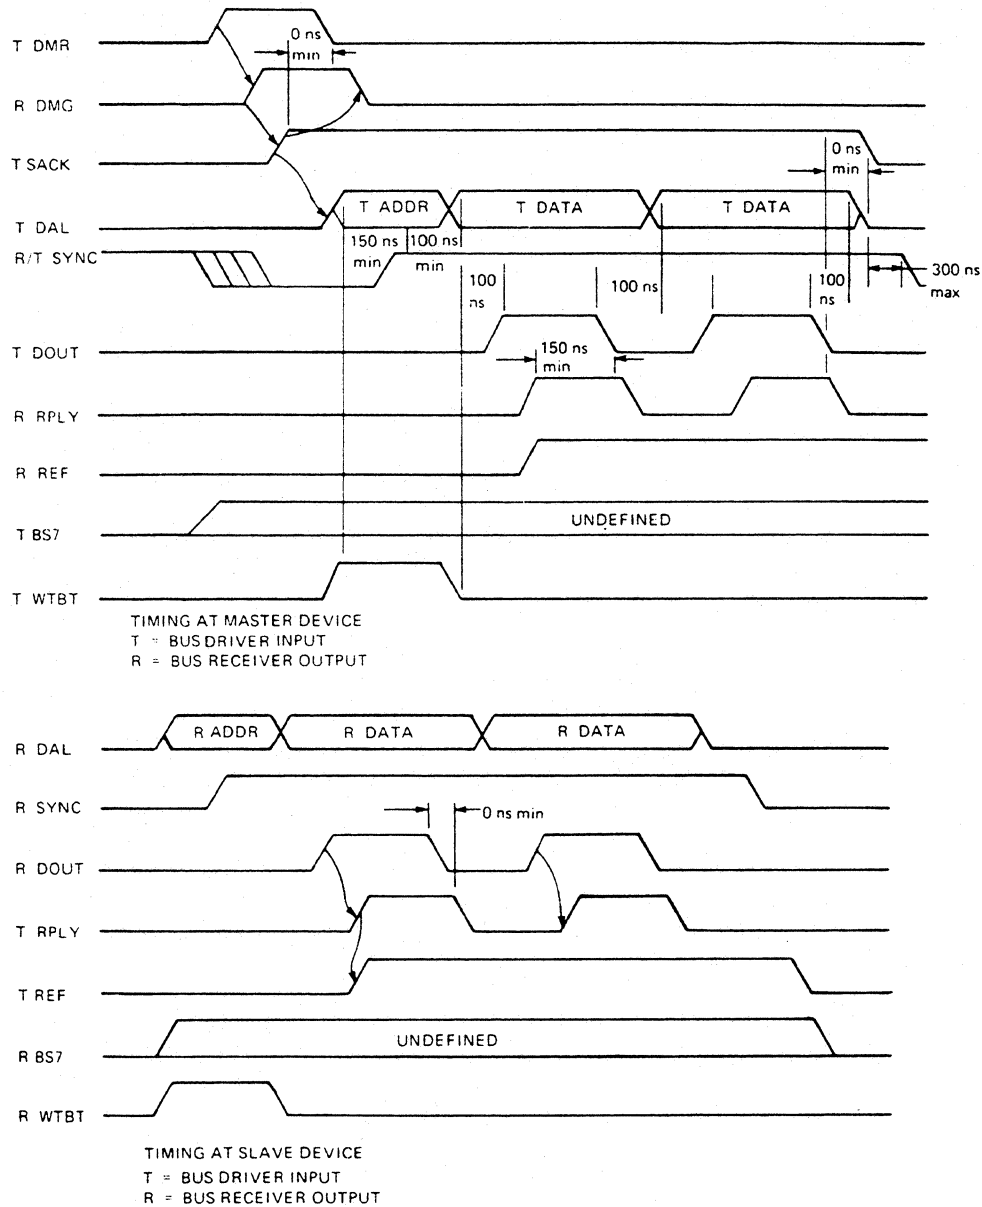 T DMR
0 ns
min
R DMG
T SACK
0 ns
min
T DAL
T ADDR
T DATA
T DATA
R/T SYNC
150 ns
min
100 ns
min
300 ns
max
100
ns
100 ns
100
ns
T DOUT
150 ns
min
R RPLY
R REF
T BS7
UNDEFINED
T WTBT
TIMING AT MASTER DEVICE
T = BUS DRIVER INPUT
R = BUS RECEIVER OUTPUT
R DAL
R ADDR
R DATA
R DATA
R SYNC
0 ns min
R DOUT
T RPLY
T REF
R BS7
UNDEFINED
R WTBT
TIMING AT SLAVE DEVICE
T = BUS DRIVER INPUT
R = BUS RECEIVER OUTPUT